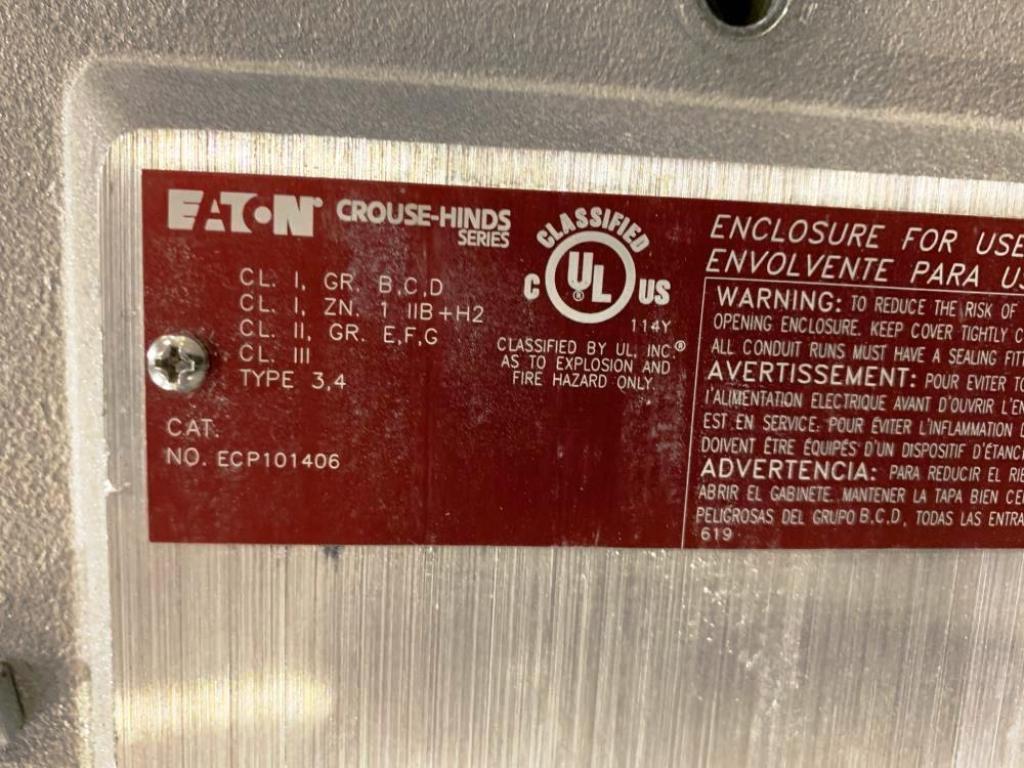 EATON CROUSE-HINDS
SERIES
CL. I, GR. B,C,D
CL. I, ZN. 1 IIB+H2
CL. II, GR. E,F,G
CL. III
TYPE 3,4
CAT.
NO. ECP101406
CLASSIFIED
C UL ® US
114Y
CLASSIFIED BY UL, INC.®
AS TO EXPLOSION AND
FIRE HAZARD ONLY.
ENCLOSURE FOR USE
ENVOLVENTE PARA
WARNING: TO REDUCE THE RISK OF
OPENING ENCLOSURE. KEEP COVER TIGHTLY
ALL CONDUIT RUNS MUST HAVE A SEALING
AVERTISSEMENT: POUR EVITER
l'ALIMENTATION ELECTRIQUE AVANT D'OUVRIR
EST EN SERVICE. POUR ÉVITER L'INFLAMMATION
DOIVENT ÊTRE ÉQUIPÉS D'UN DISPOSITIF
ADVERTENCIA: PARA REDUCIR EL
ABRIR EL GABINETE. MANTENER LA TAPA BIEN
PELIGROSAS DEL GRUPO B,C,D, TODAS LAS
619